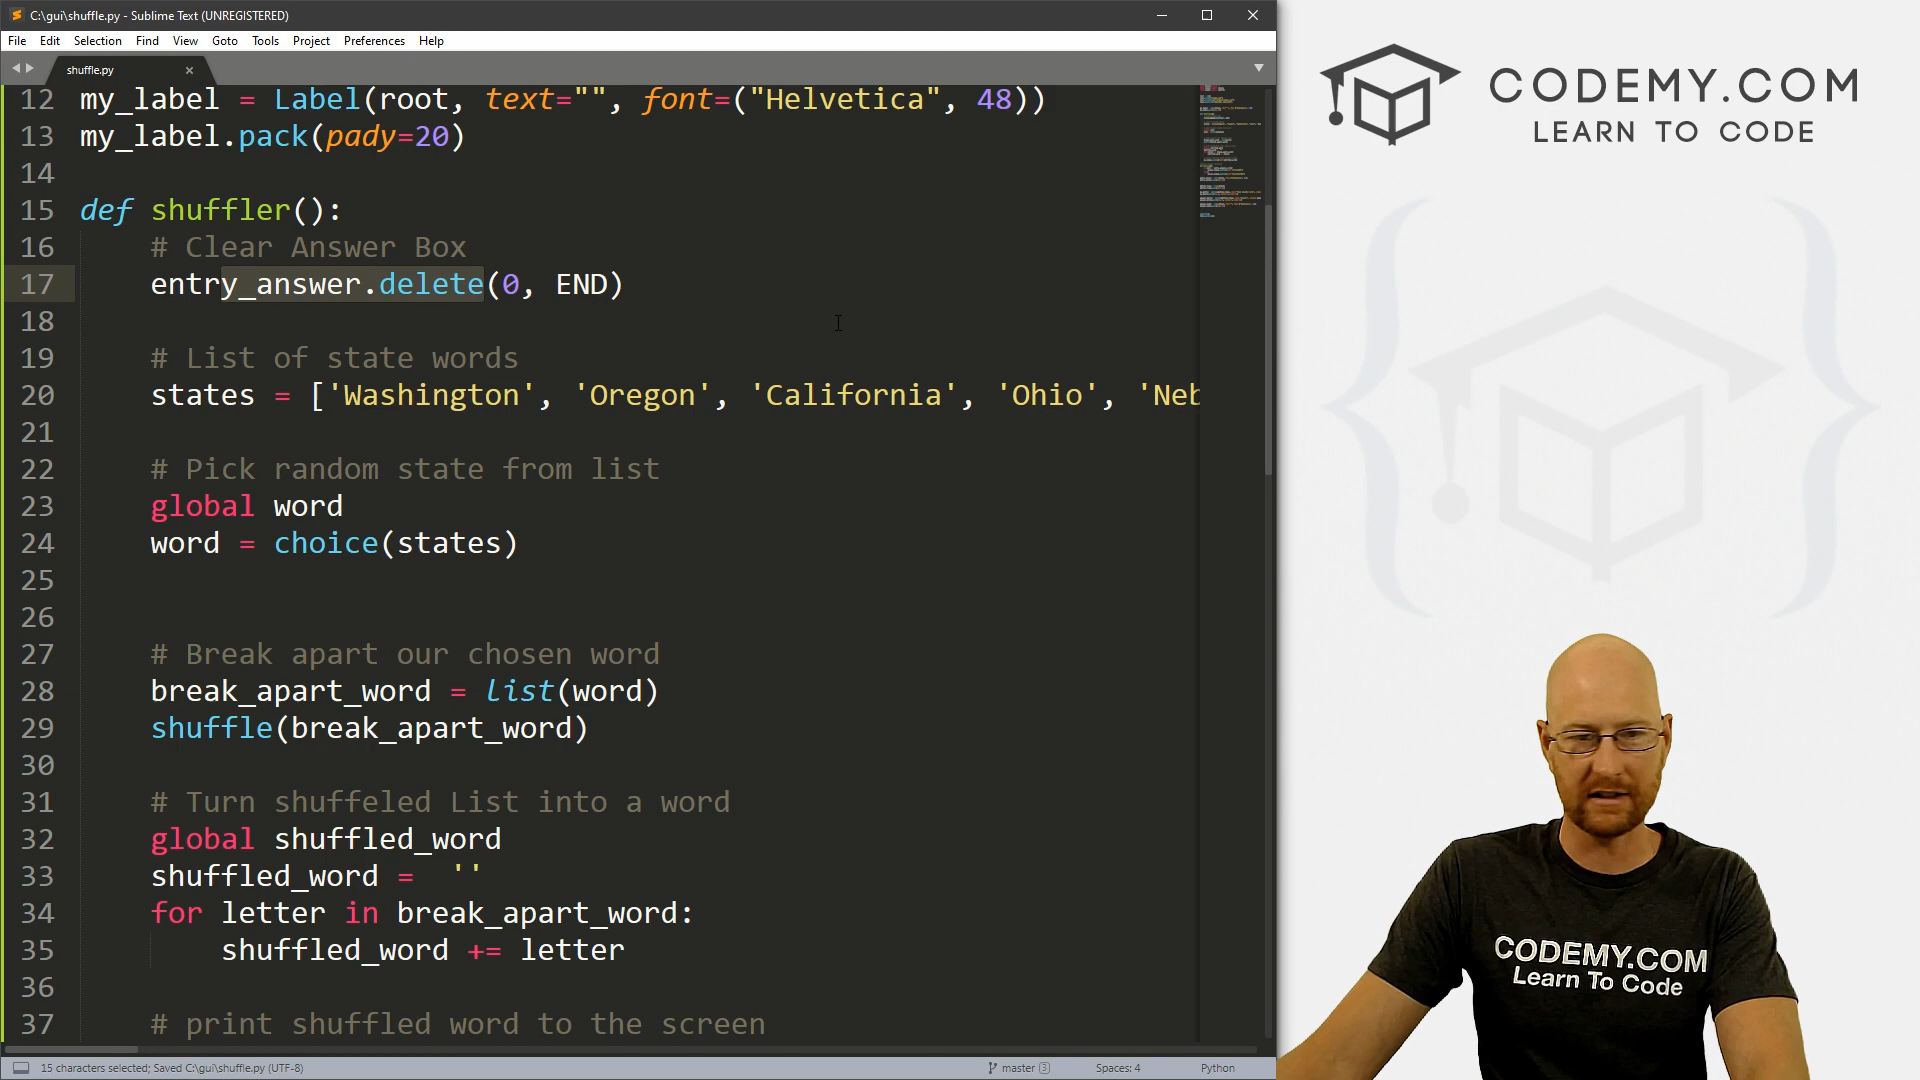 C:\gui\shuffle.py - Sublime Text (UNREGISTERED)
File Edit Selection Find View Goto Tools Project Preferences Help
shuffle.py
12 my_label = Label(root, text="", font=("Helvetica", 48))
13 my_label.pack(pady=20)
14
15 def shuffler():
16 # Clear Answer Box
17 entry_answer.delete(0, END)
18
19 # List of state words
20 states = ['Washington', 'Oregon', 'California', 'Ohio', 'Neb
21
22 # Pick random state from list
23 global word
24 word = choice(states)
25
26
27 # Break apart our chosen word
28 break_apart_word = list(word)
29 shuffle(break_apart_word)
30
31 # Turn shuffeled List into a word
32 global shuffled_word
33 shuffled_word =  ''
34 for letter in break_apart_word:
35 shuffled_word += letter
36
37 # print shuffled word to the screen
15 characters selected; Saved C:\gui\shuffle.py (UTF-8)
master 3
Spaces: 4
Python
CODEMY.COM
LEARN TO CODE
CODEMY.COM
Learn To Code